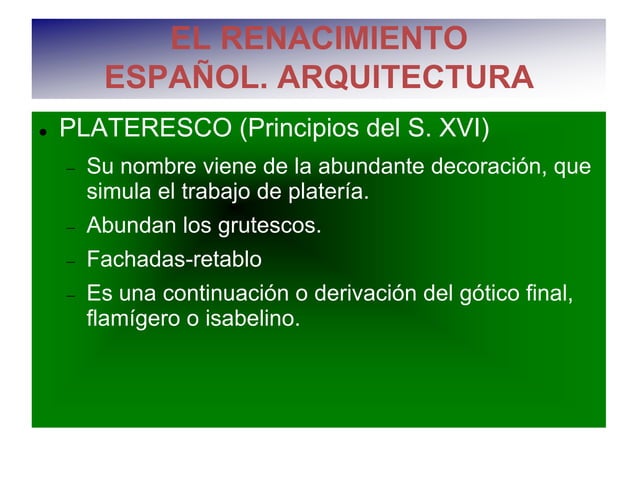 EL RENACIMIENTO
ESPAÑOL. ARQUITECTURA
● PLATERESCO (Principios del S. XVI)
– Su nombre viene de la abundante decoración, que
simula el trabajo de platería.
– Abundan los grutescos.
– Fachadas-retablo
– Es una continuación o derivación del gótico final,
flamígero o isabelino.